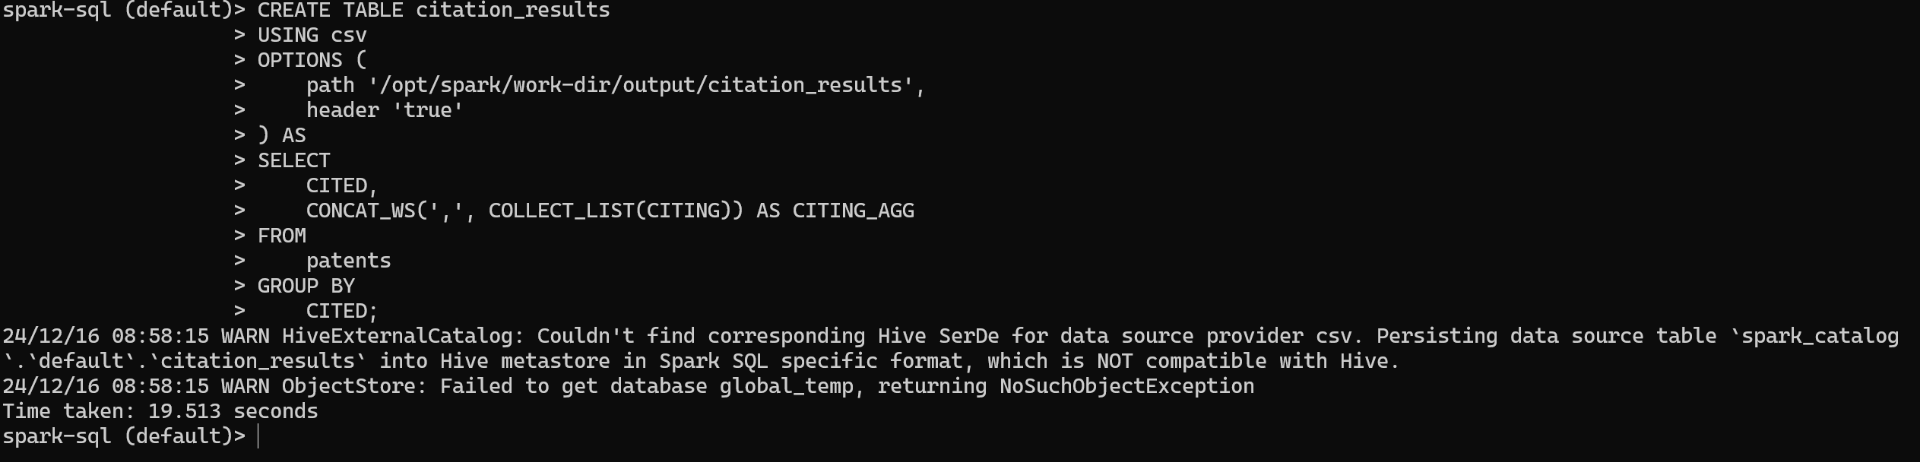 spark-sql (default)> CREATE TABLE citation_results
                   > USING csv
                   > OPTIONS (
                   >     path '/opt/spark/work-dir/output/citation_results',
                   >     header 'true'
                   > ) AS
                   > SELECT
                   >     CITED,
                   >     CONCAT_WS(',', COLLECT_LIST(CITING)) AS CITING_AGG
                   > FROM
                   >     patents
                   > GROUP BY
                   >     CITED;
24/12/16 08:58:15 WARN HiveExternalCatalog: Couldn't find corresponding Hive SerDe for data source provider csv. Persisting data source table `spark_catalog
`.`default`.`citation_results` into Hive metastore in Spark SQL specific format, which is NOT compatible with Hive.
24/12/16 08:58:15 WARN ObjectStore: Failed to get database global_temp, returning NoSuchObjectException
Time taken: 19.513 seconds
spark-sql (default)>